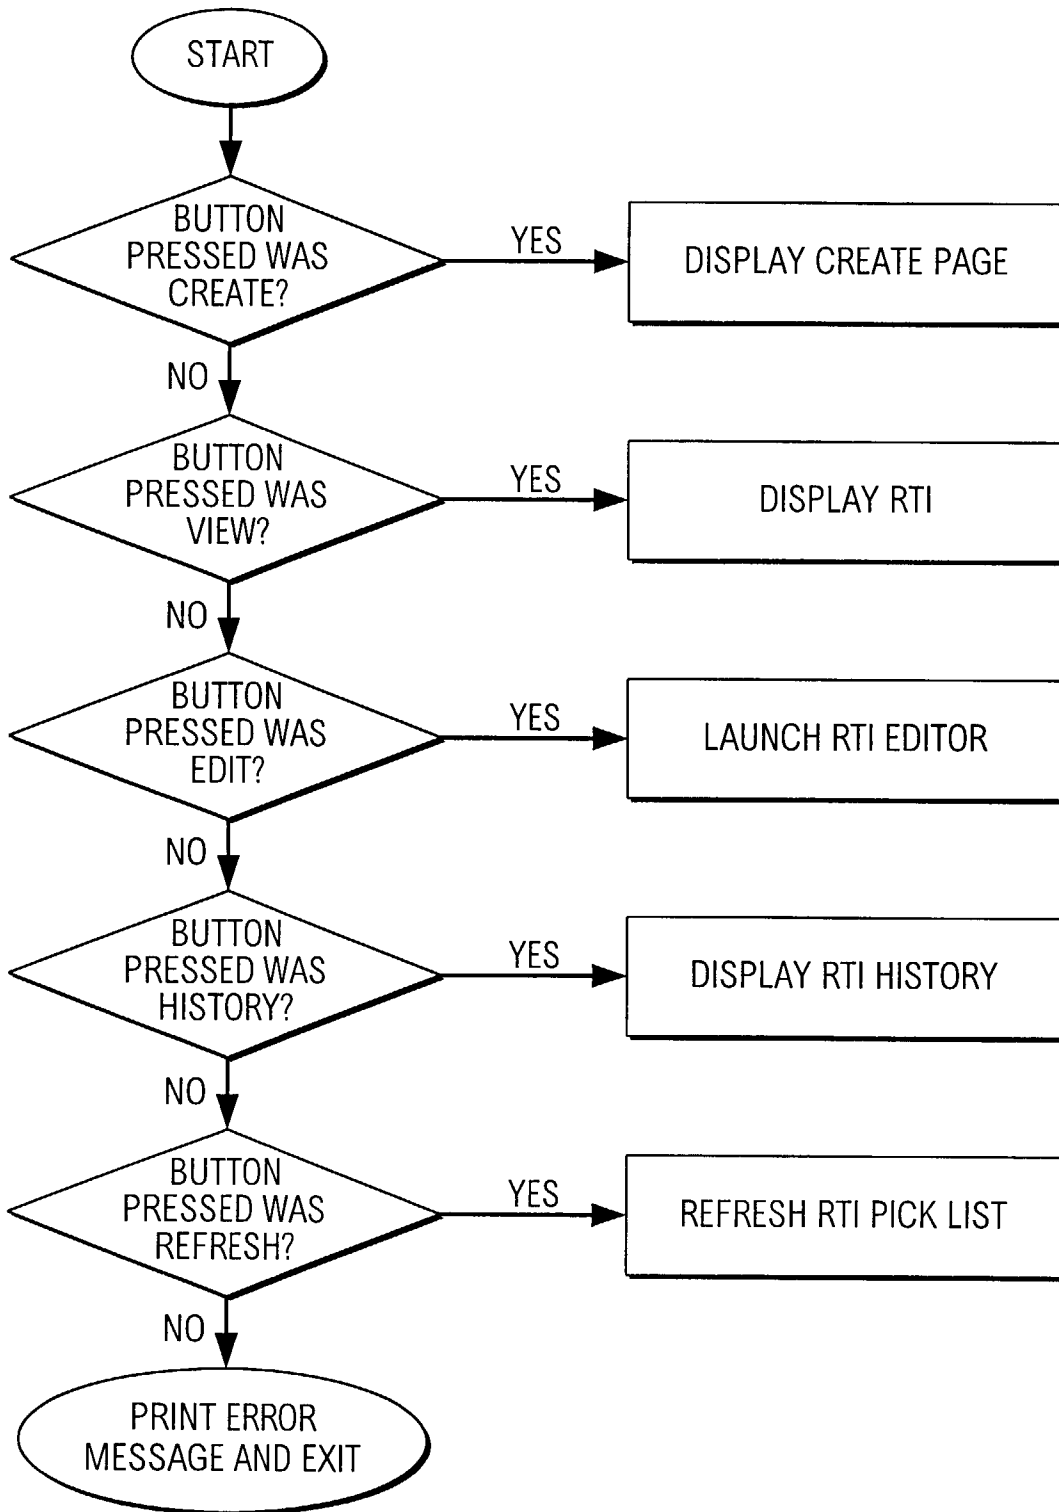 START
BUTTON
PRESSED WAS
CREATE?
YES
DISPLAY CREATE PAGE
NO
BUTTON
PRESSED WAS
VIEW?
YES
DISPLAY RTI
NO
BUTTON
PRESSED WAS
EDIT?
YES
LAUNCH RTI EDITOR
NO
BUTTON
PRESSED WAS
HISTORY?
YES
DISPLAY RTI HISTORY
NO
BUTTON
PRESSED WAS
REFRESH?
YES
REFRESH RTI PICK LIST
NO
PRINT ERROR
MESSAGE AND EXIT